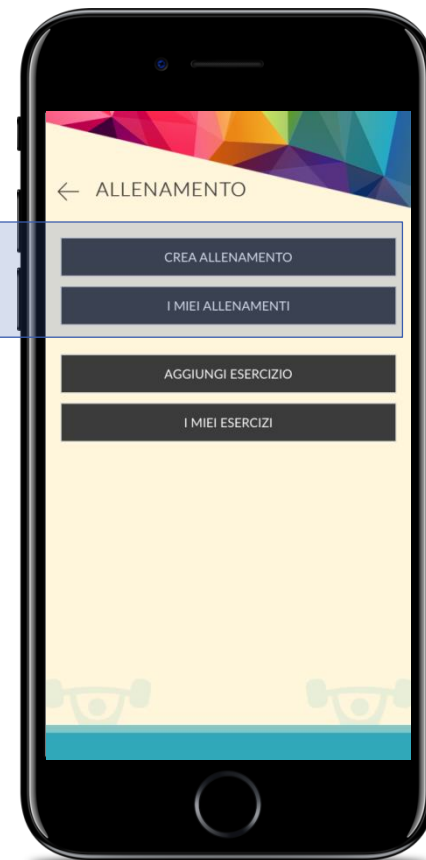 ALLENAMENTO
CREA ALLENAMENTO
I MIEI ALLENAMENTI
AGGIUNGI ESERCIZIO
I MIEI ESERCIZI